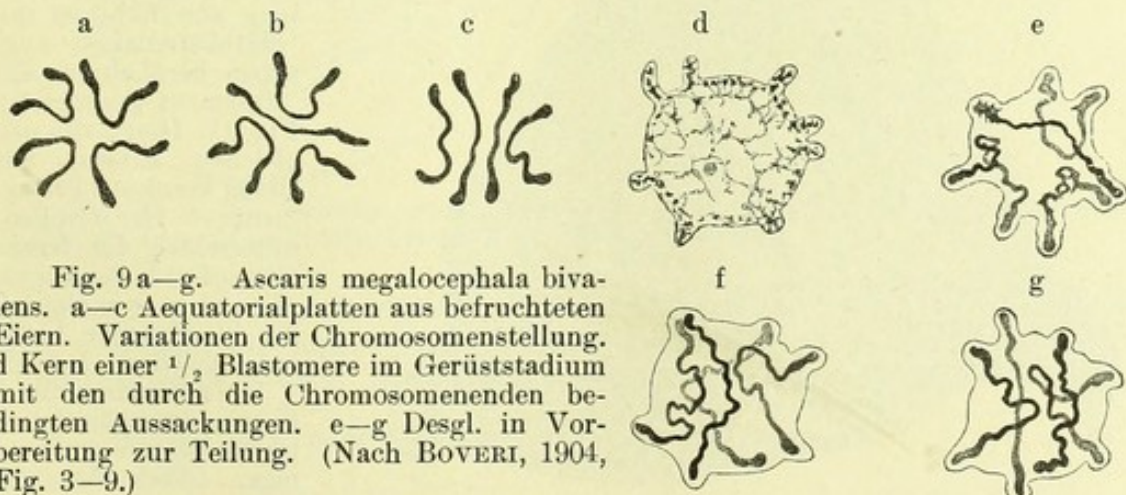 a b c d e
Fig. 9 a—g. Ascaris megalocephala biva-
lens. a—c Aequatorialplatten aus befruchteten
Eiern. Variationen der Chromosomenstellung.
d Kern einer ¹/₂ Blastomere im Gerüststadium
mit den durch die Chromosomenenden be-
dingten Aussackungen. e—g Desgl. in Vor-
bereitung zur Teilung. (Nach BOVERI, 1904,
Fig. 3—9.)
f g